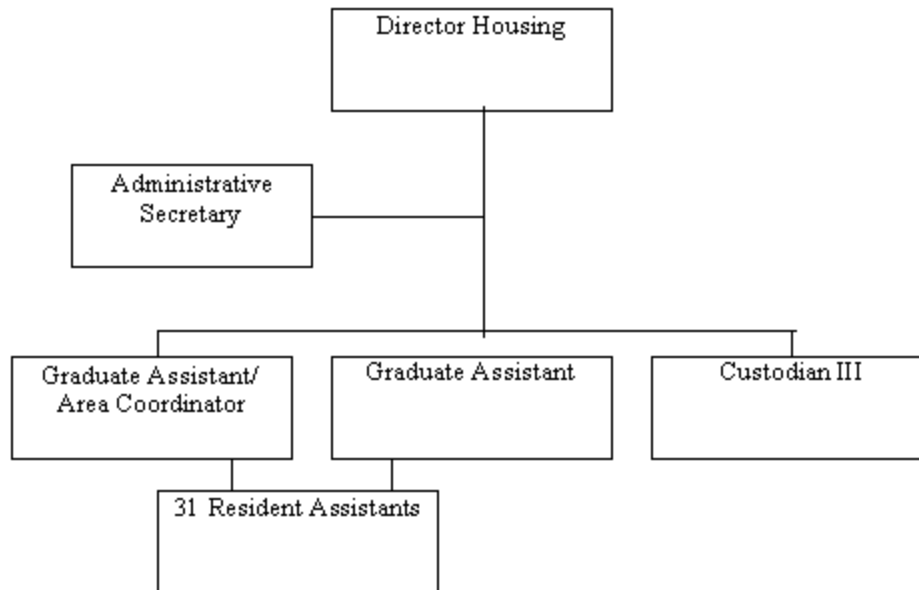 Director Housing
Administrative
Secretary
Graduate Assistant/
Area Coordinator
Graduate Assistant
Custodian III
31 Resident Assistants